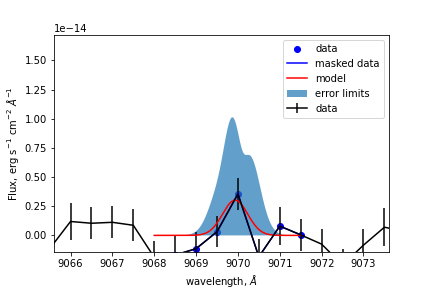 1e−14
data
masked data
model
error limits
data
Flux, erg s⁻¹ cm⁻² Å⁻¹
1.50
1.25
1.00
0.75
0.50
0.25
0.00
9066 9067 9068 9069 9070 9071 9072 9073
wavelength, Å